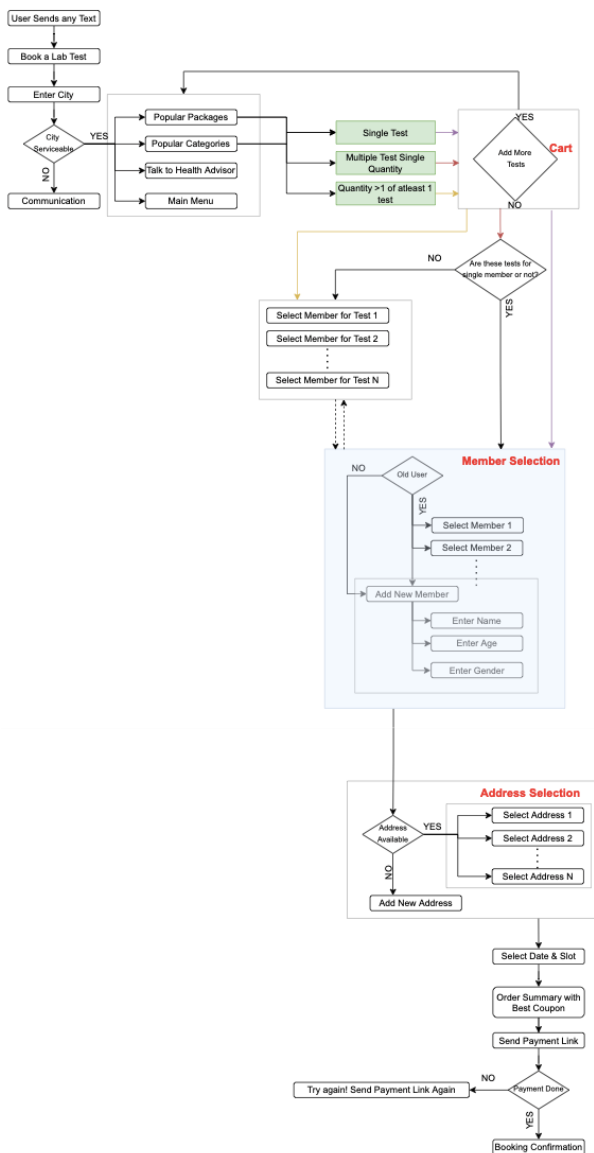 User Sends any Text
Book a Lab Test
Enter City
City
Serviceable
YES
NO
Communication
Popular Packages
Popular Categories
Talk to Health Advisor
Main Menu
Single Test
Multiple Test Single
Quantity
Quantity >1 of atleast 1
test
YES
Add More
Tests
Cart
NO
Are these tests for
single member or not?
NO
YES
Select Member for Test 1
Select Member for Test 2
Select Member for Test N
Member Selection
NO
Old User
YES
Select Member 1
Select Member 2
Add New Member
Enter Name
Enter Age
Enter Gender
Address Selection
Address
Available
YES
NO
Select Address 1
Select Address 2
Select Address N
Add New Address
Select Date & Slot
Order Summary with
Best Coupon
Send Payment Link
Payment Done
NO
Try again! Send Payment Link Again
YES
Booking Confirmation